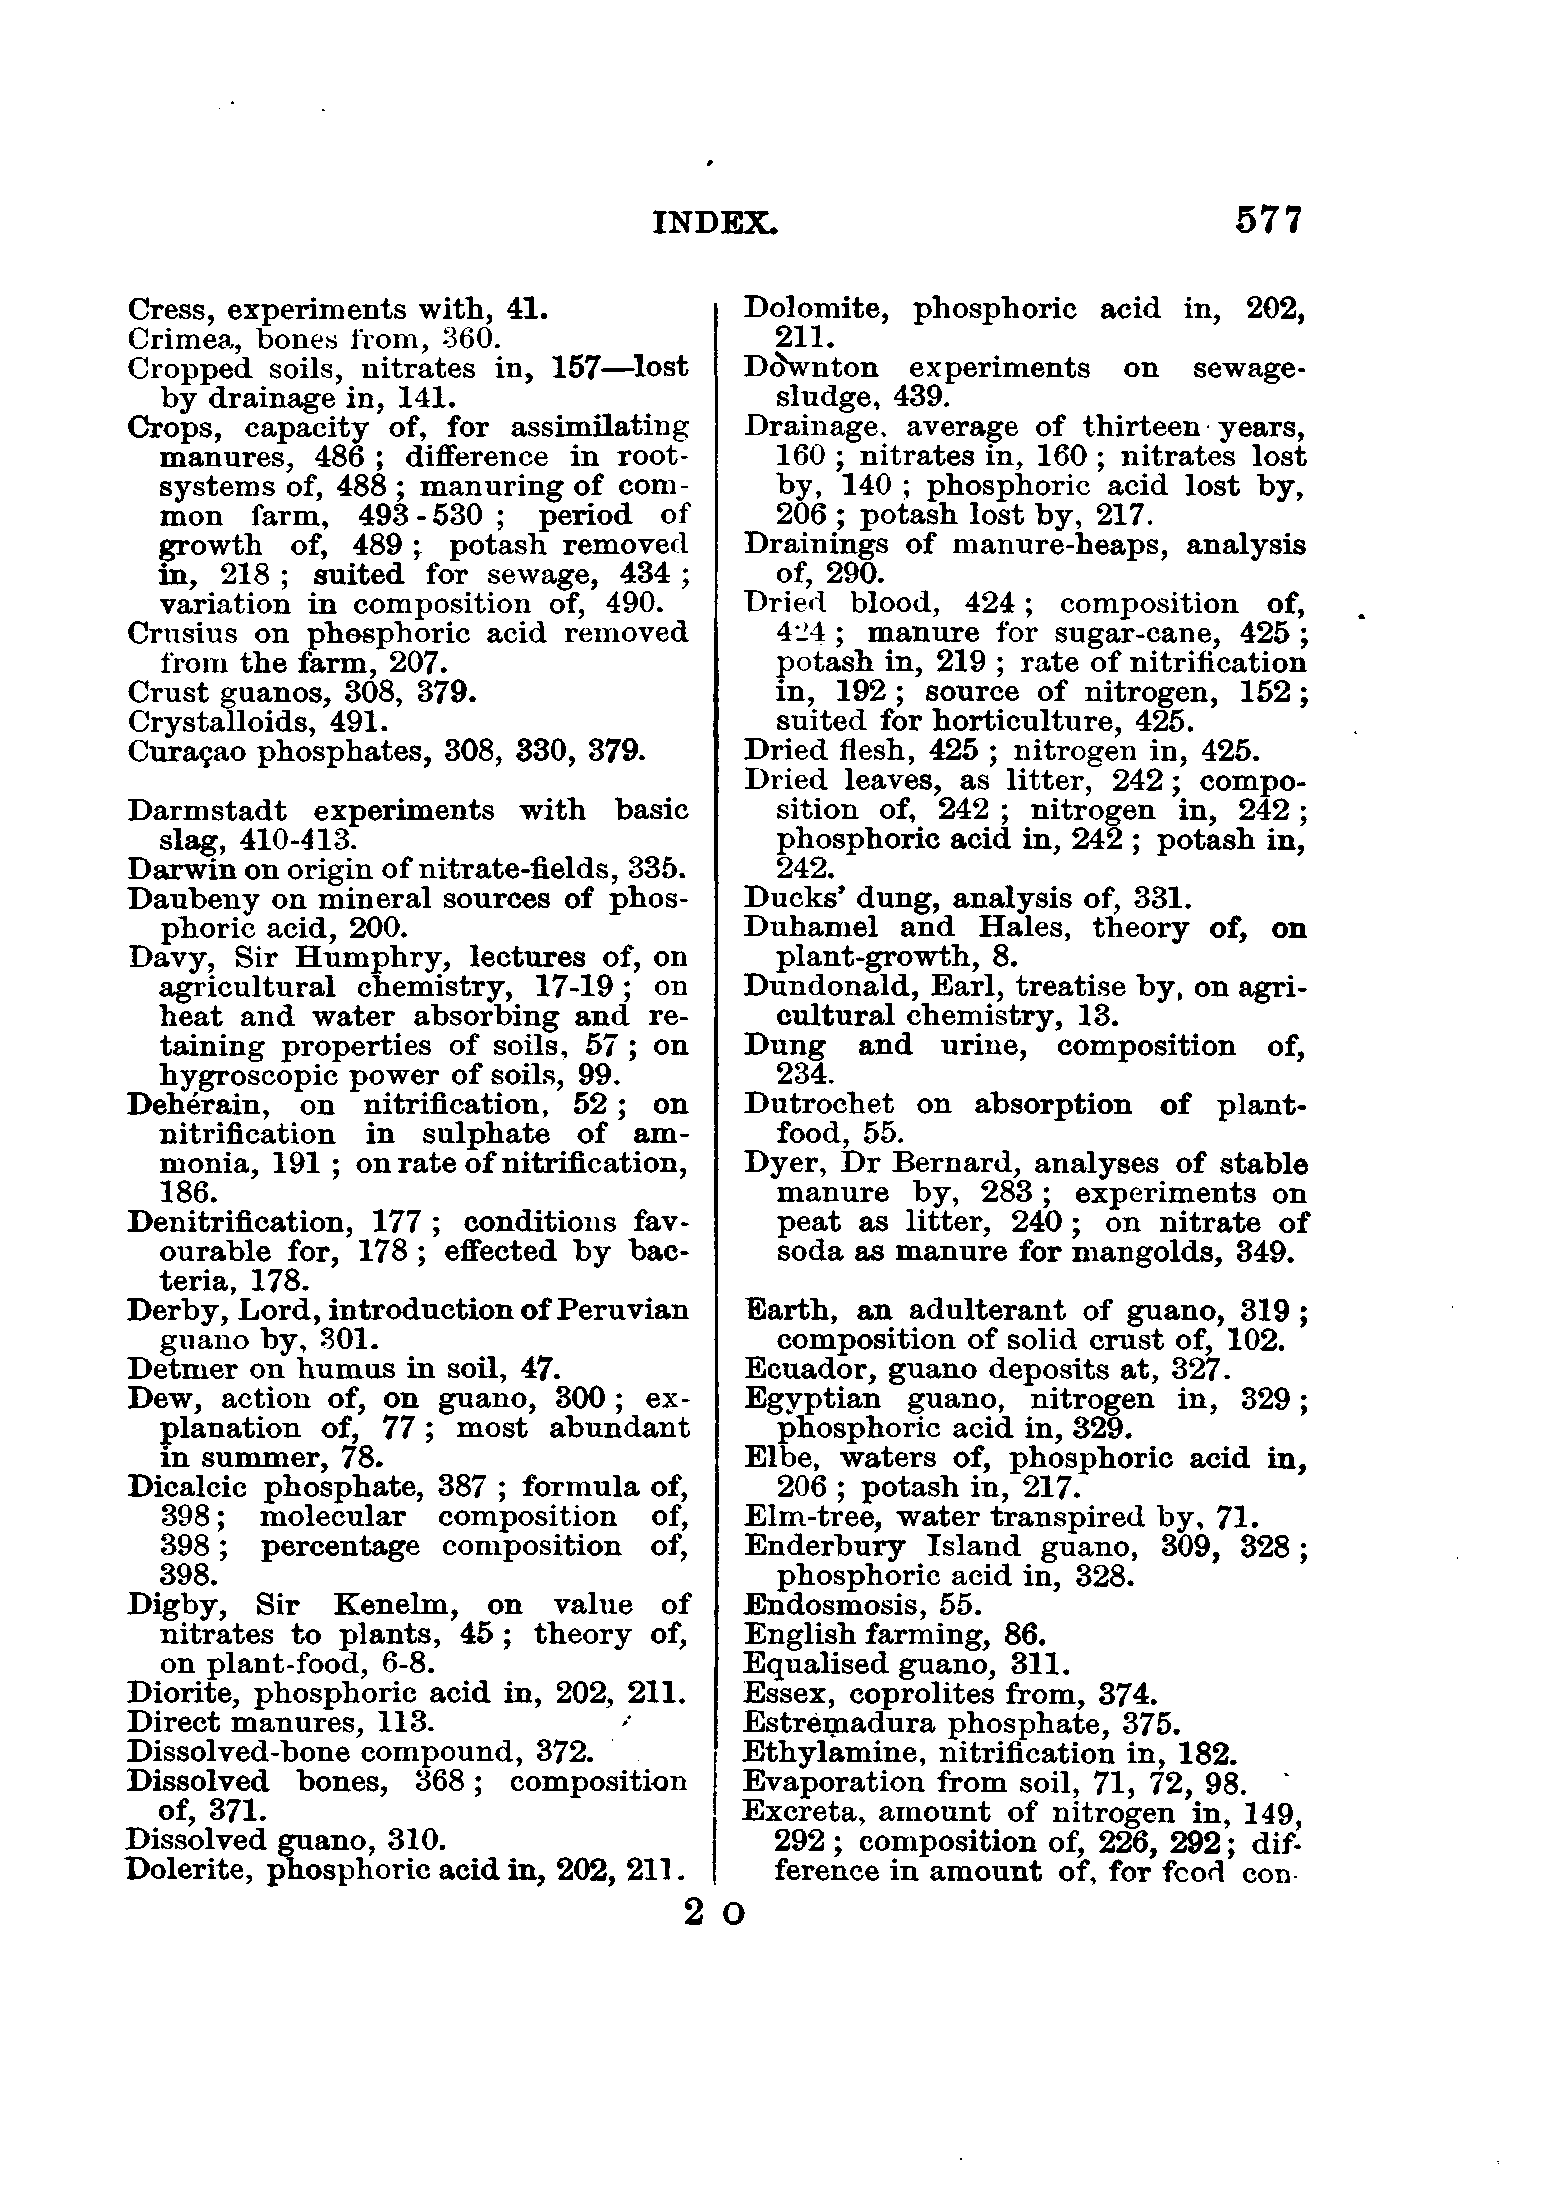 INDEX. 577
Cress, experiments with, 41.
Crimea, bones from, 360.
Cropped soils, nitrates in, 157—lost
by drainage in, 141.
Crops, capacity of, for assimilating
manures, 486 ; difference in root-
systems of, 488 ; manuring of com-
mon farm, 493-530 ; period of
growth of, 489 ; potash removed
in, 218 ; suited for sewage, 434 ;
variation in composition of, 490.
Crusius on phosphoric acid removed
from the farm, 207.
Crust guanos, 308, 379.
Crystalloids, 491.
Curaçao phosphates, 308, 330, 379.
Darmstadt experiments with basic
slag, 410-413.
Darwin on origin of nitrate-fields, 335.
Daubeny on mineral sources of phos-
phoric acid, 200.
Davy, Sir Humphry, lectures of, on
agricultural chemistry, 17-19 ; on
heat and water absorbing and re-
taining properties of soils, 57 ; on
hygroscopic power of soils, 99.
Dehérain, on nitrification, 52 ; on
nitrification in sulphate of am-
monia, 191 ; on rate of nitrification,
186.
Denitrification, 177 ; conditions fav-
ourable for, 178 ; effected by bac-
teria, 178.
Derby, Lord, introduction of Peruvian
guano by, 301.
Detmer on humus in soil, 47.
Dew, action of, on guano, 300 ; ex-
planation of, 77 ; most abundant
in summer, 78.
Dicalcic phosphate, 387 ; formula of,
398 ; molecular composition of,
398 ; percentage composition of,
398.
Digby, Sir Kenelm, on value of
nitrates to plants, 45 ; theory of,
on plant-food, 6-8.
Diorite, phosphoric acid in, 202, 211.
Direct manures, 113.
Dissolved-bone compound, 372.
Dissolved bones, 368 ; composition
of, 371.
Dissolved guano, 310.
Dolerite, phosphoric acid in, 202, 211.
Dolomite, phosphoric acid in, 202,
211.
Downton experiments on sewage-
sludge, 439.
Drainage, average of thirteen years,
160 ; nitrates in, 160 ; nitrates lost
by, 140 ; phosphoric acid lost by,
206 ; potash lost by, 217.
Drainings of manure-heaps, analysis
of, 290.
Dried blood, 424 ; composition of,
424 ; manure for sugar-cane, 425 ;
potash in, 219 ; rate of nitrification
in, 192 ; source of nitrogen, 152 ;
suited for horticulture, 425.
Dried flesh, 425 ; nitrogen in, 425.
Dried leaves, as litter, 242 ; compo-
sition of, 242 ; nitrogen in, 242 ;
phosphoric acid in, 242 ; potash in,
242.
Ducks' dung, analysis of, 331.
Duhamel and Hales, theory of, on
plant-growth, 8.
Dundonald, Earl, treatise by, on agri-
cultural chemistry, 13.
Dung and urine, composition of,
234.
Dutrochet on absorption of plant-
food, 55.
Dyer, Dr Bernard, analyses of stable
manure by, 283 ; experiments on
peat as litter, 240 ; on nitrate of
soda as manure for mangolds, 349.
Earth, an adulterant of guano, 319 ;
composition of solid crust of, 102.
Ecuador, guano deposits at, 327.
Egyptian guano, nitrogen in, 329 ;
phosphoric acid in, 329.
Elbe, waters of, phosphoric acid in,
206 ; potash in, 217.
Elm-tree, water transpired by, 71.
Enderbury Island guano, 309, 328 ;
phosphoric acid in, 328.
Endosmosis, 55.
English farming, 86.
Equalised guano, 311.
Essex, coprolites from, 374.
Estremadura phosphate, 375.
Ethylamine, nitrification in, 182.
Evaporation from soil, 71, 72, 98.
Excreta, amount of nitrogen in, 149,
292 ; composition of, 226, 292 ; dif-
ference in amount of, for food con-
2 O